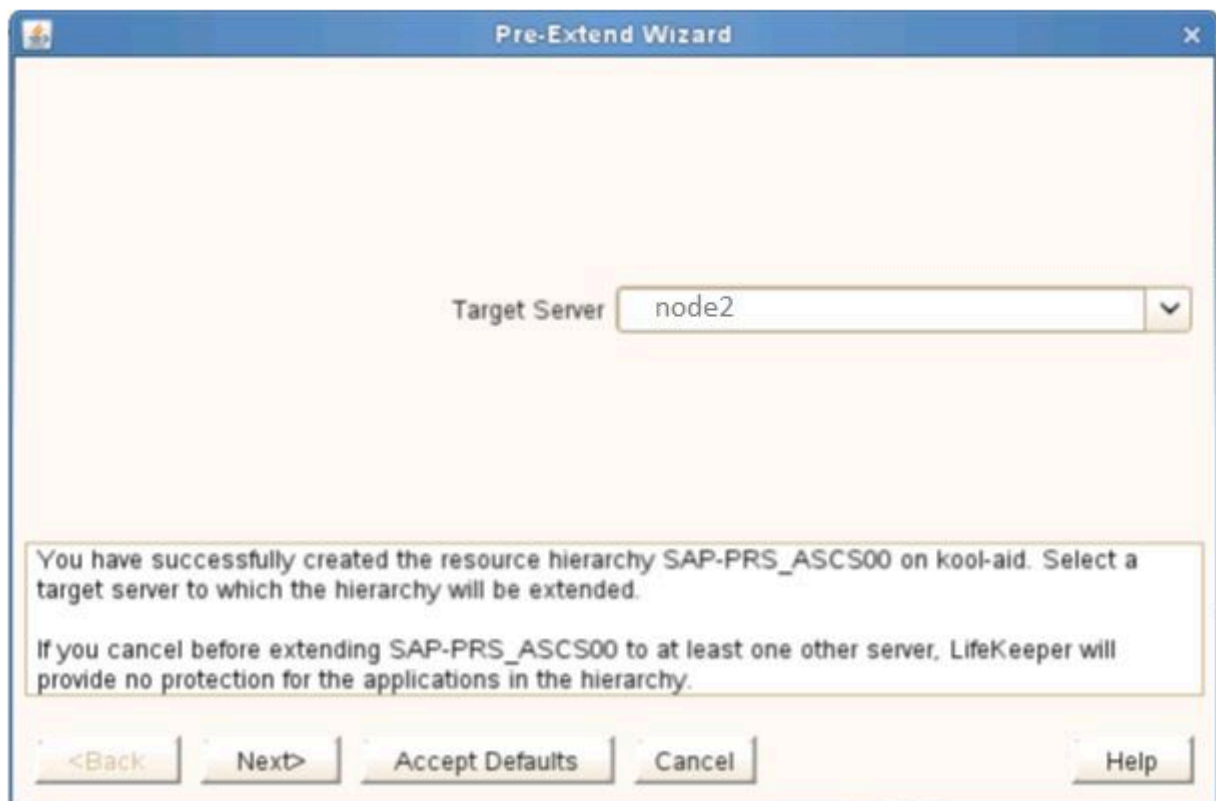 Pre-Extend Wizard
Target Server node2
You have successfully created the resource hierarchy SAP-PRS_ASCS00 on kool-aid. Select a
target server to which the hierarchy will be extended.
If you cancel before extending SAP-PRS_ASCS00 to at least one other server, LifeKeeper will
provide no protection for the applications in the hierarchy.
<Back Next> Accept Defaults Cancel Help